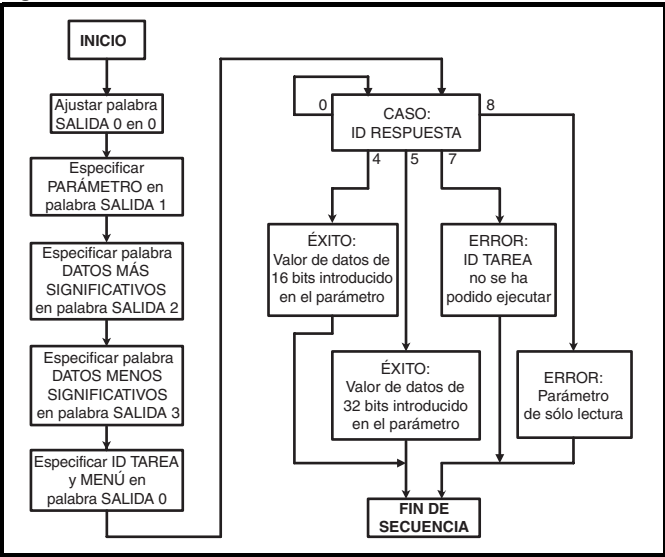 INICIO
Ajustar palabra
SALIDA 0 en 0
Especificar
PARÁMETRO en
palabra SALIDA 1
Especificar palabra
DATOS MÁS
SIGNIFICATIVOS
en palabra SALIDA 2
Especificar palabra
DATOS MENOS
SIGNIFICATIVOS
en palabra SALIDA 3
Especificar ID TAREA
y MENÚ en
palabra SALIDA 0
CASO:
ID RESPUESTA
0
8
4
5
7
ÉXITO:
Valor de datos de
16 bits introducido
en el parámetro
ERROR:
ID TAREA
no se ha
podido ejecutar
ÉXITO:
Valor de datos de
32 bits introducido
en el parámetro
ERROR:
Parámetro
de sólo lectura
FIN DE
SECUENCIA